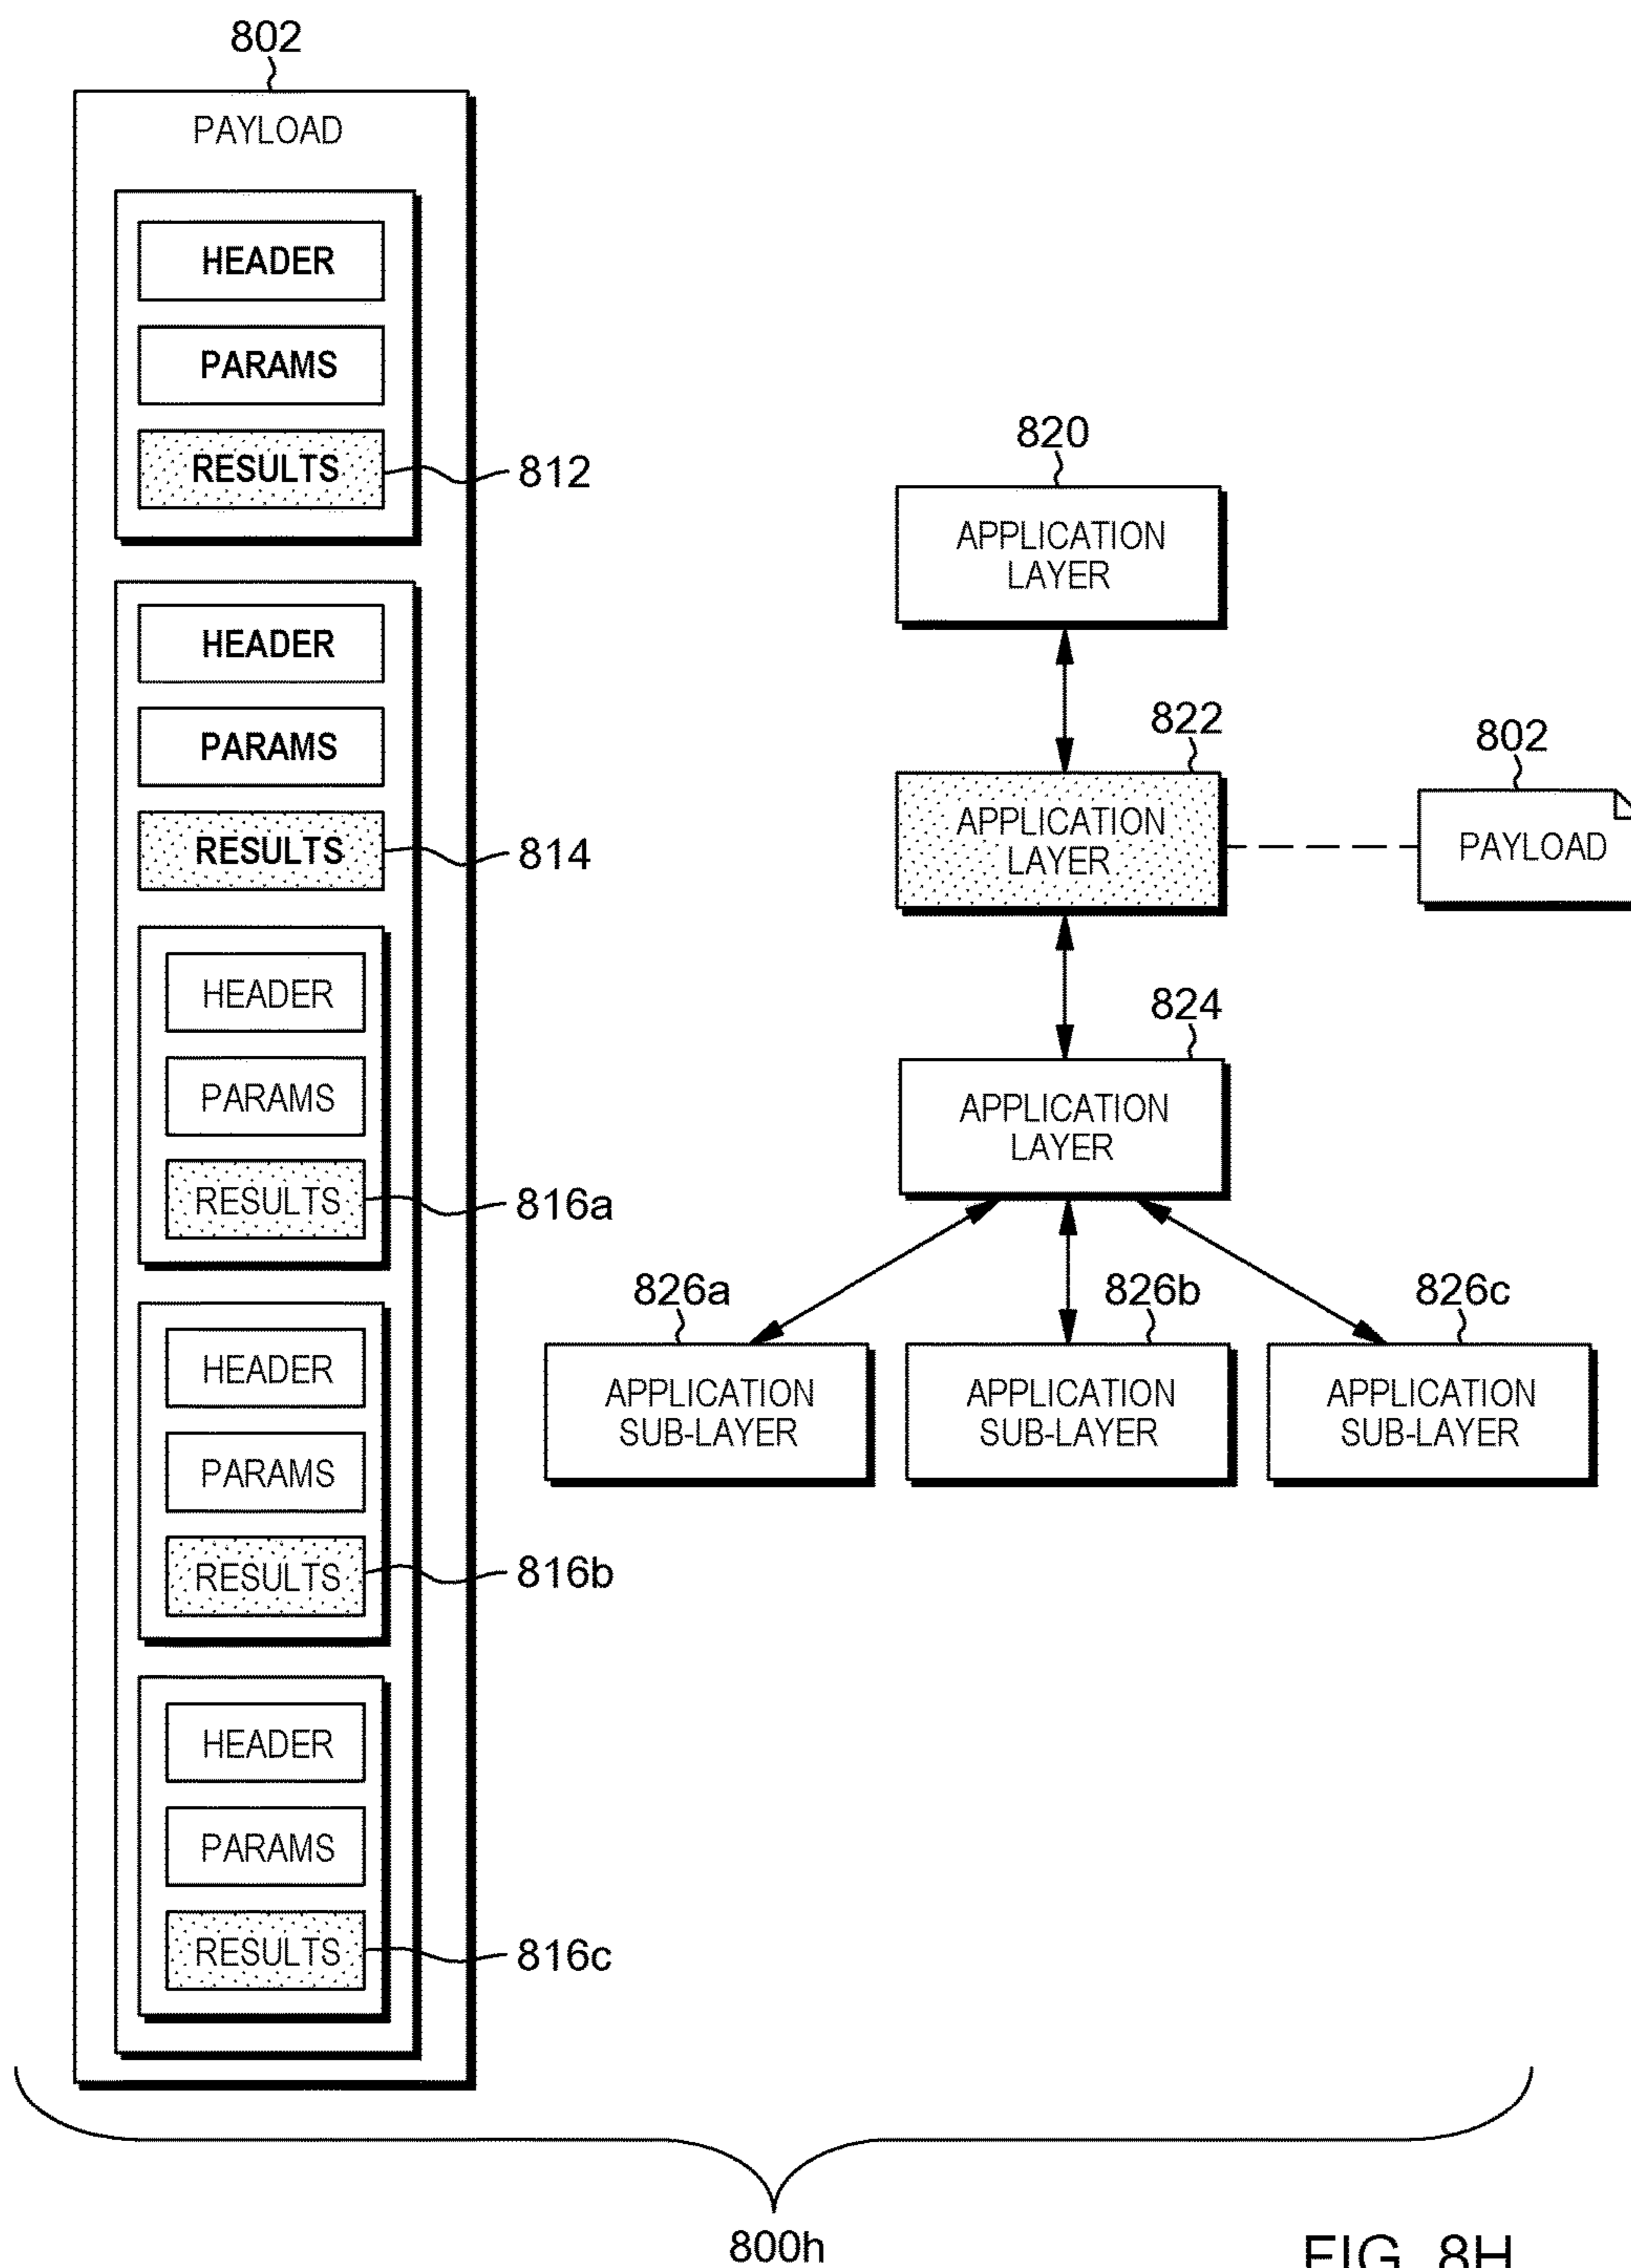 802
PAYLOAD
HEADER
PARAMS
RESULTS
812
HEADER
PARAMS
RESULTS
814
HEADER
PARAMS
RESULTS
816a
HEADER
PARAMS
RESULTS
816b
HEADER
PARAMS
RESULTS
816c
820
APPLICATION
LAYER
822
APPLICATION
LAYER
802
PAYLOAD
824
APPLICATION
LAYER
826a
APPLICATION
SUB-LAYER
826b
APPLICATION
SUB-LAYER
826c
APPLICATION
SUB-LAYER
800h
FIG. 8H